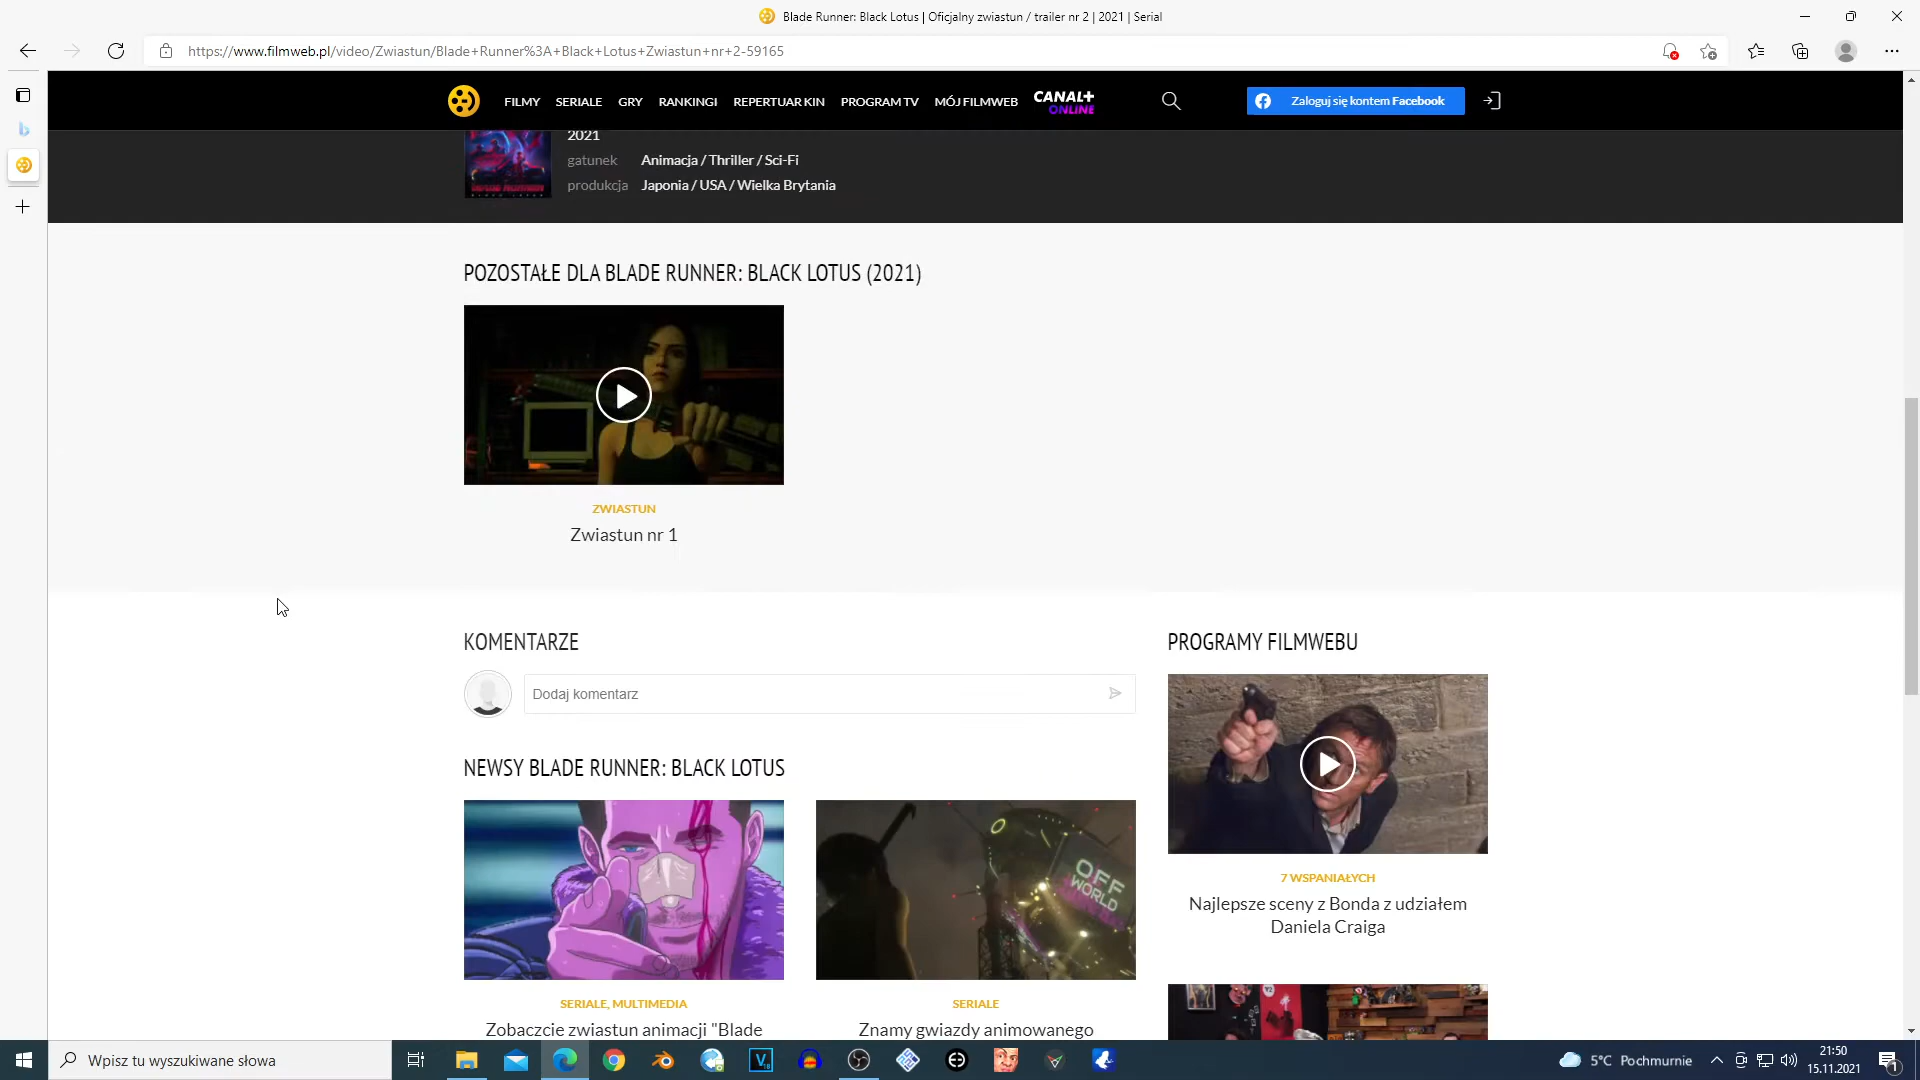 Blade Runner: Black Lotus | Oficjalny zwiastun / trailer nr 2 | 2021 | Serial
https://www.filmweb.pl/video/Zwiastun/Blade+Runner%3A+Black+Lotus+Zwiastun+nr+2-59165
FILMY SERIALE GRY RANKINGI REPERTUAR KIN PROGRAM TV MÓJ FILMWEB CANAL+ ONLINE Zaloguj się kontem Facebook
2021
gatunek Animacja / Thriller / Sci-Fi
produkcja Japonia / USA / Wielka Brytania
POZOSTAŁE DLA BLADE RUNNER: BLACK LOTUS (2021)
ZWIASTUN
Zwiastun nr 1
KOMENTARZE
Dodaj komentarz
PROGRAMY FILMWEBU
7 WSPANIAŁYCH
Najlepsze sceny z Bonda z udziałem
Daniela Craiga
NEWSY BLADE RUNNER: BLACK LOTUS
OFF
WORLD
SERIALE, MULTIMEDIA
Zobaczcie zwiastun animacji "Blade
SERIALE
Znamy gwiazdy animowanego
Wpisz tu wyszukiwane słowa
5°C Pochmurnie
21:50
15.11.2021
1